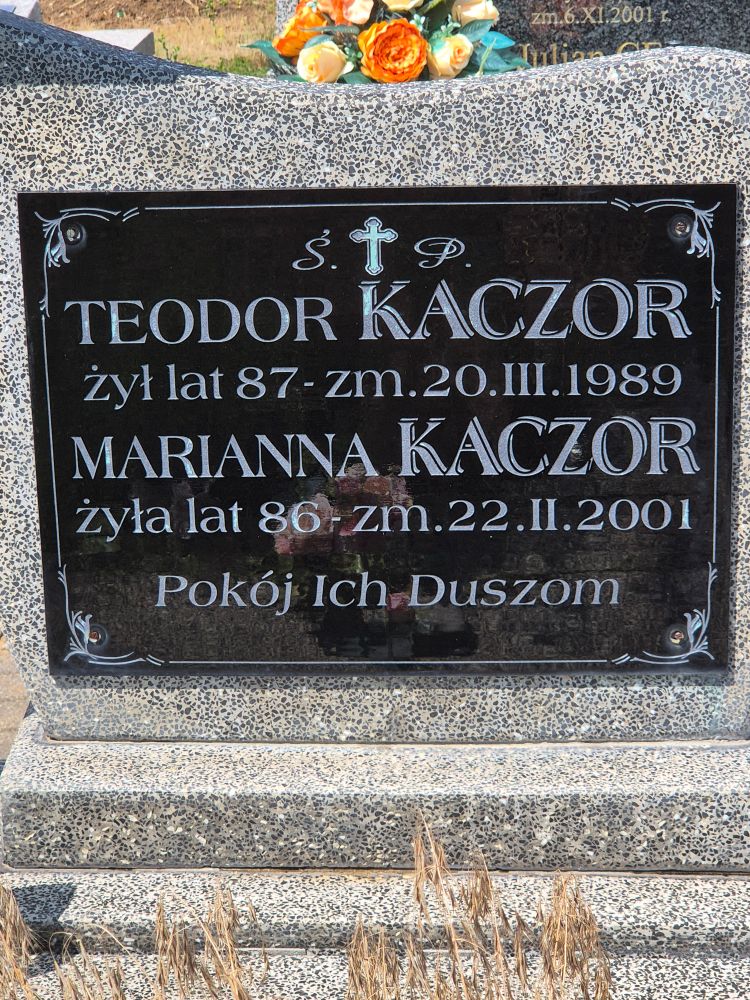 zm.6.XI.2001 r.
Julian
Ś. P.
TEODOR KACZOR
żył lat 87 - zm. 20.III.1989
MARIANNA KACZOR
żyła lat 86 - zm. 22.II.2001
Pokój Ich Duszom